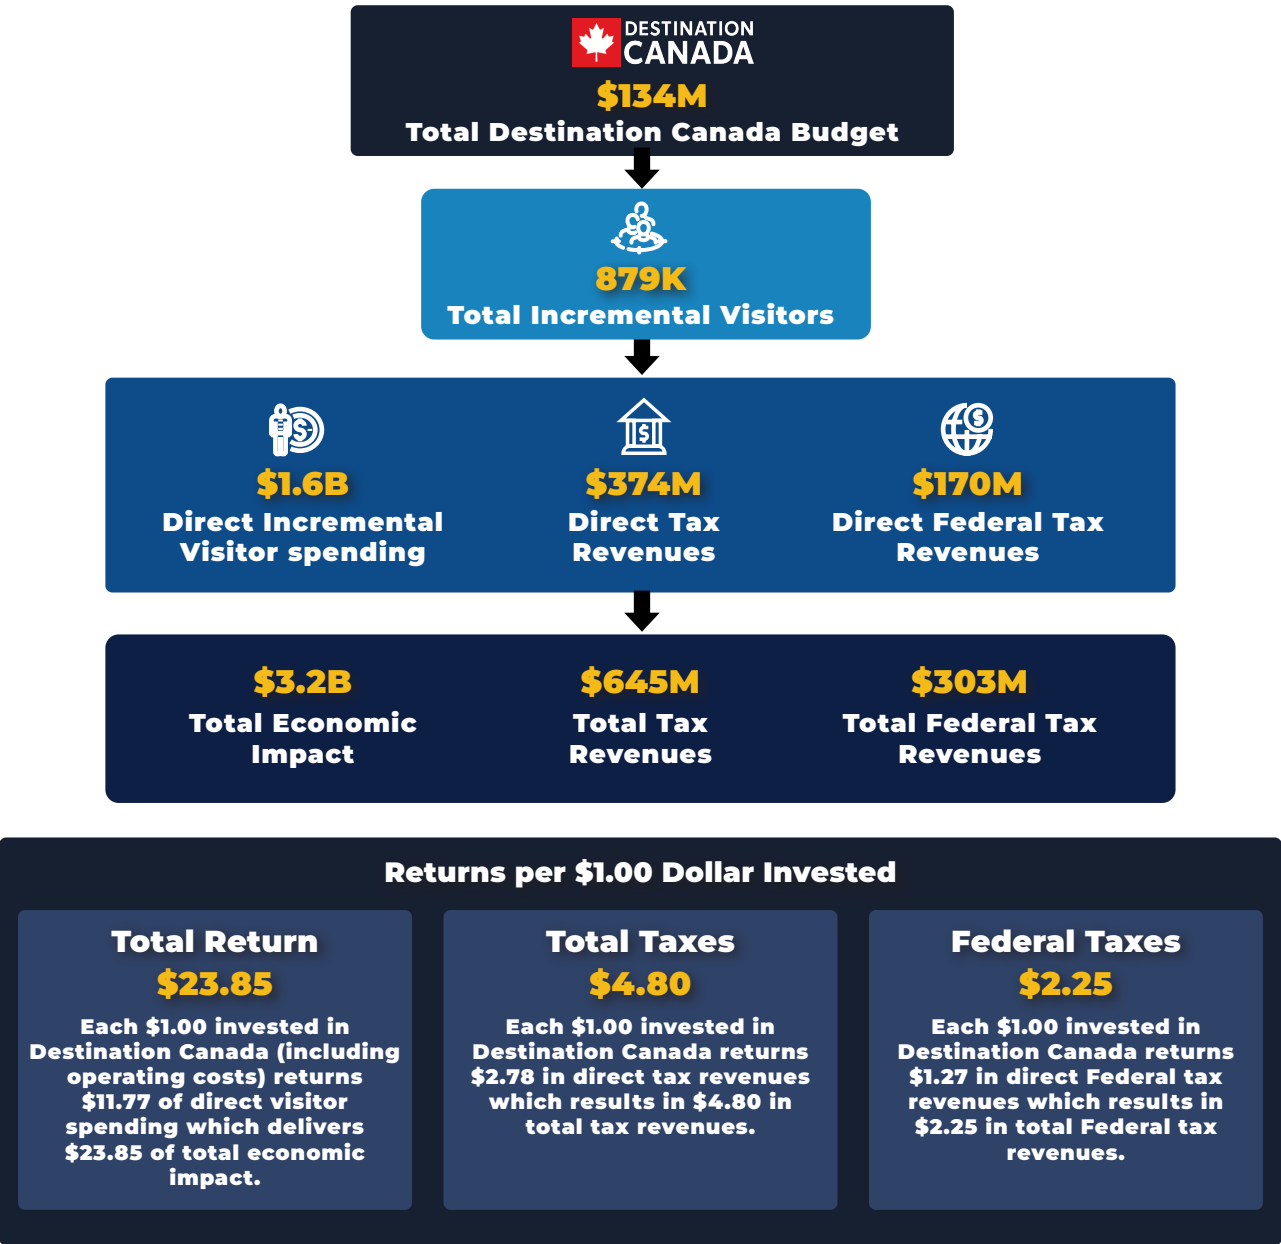 DESTINATION
CANADA
$134M
Total Destination Canada Budget
879K
Total Incremental Visitors
$1.6B
Direct Incremental
Visitor spending
$374M
Direct Tax
Revenues
$170M
Direct Federal Tax
Revenues
$3.2B
Total Economic
Impact
$645M
Total Tax
Revenues
$303M
Total Federal Tax
Revenues
Returns per $1.00 Dollar Invested
Total Return
$23.85
Each $1.00 invested in
Destination Canada (including
operating costs) returns
$11.77 of direct visitor
spending which delivers
$23.85 of total economic
impact.
Total Taxes
$4.80
Each $1.00 invested in
Destination Canada returns
$2.78 in direct tax revenues
which results in $4.80 in
total tax revenues.
Federal Taxes
$2.25
Each $1.00 invested in
Destination Canada returns
$1.27 in direct Federal tax
revenues which results in
$2.25 in total Federal tax
revenues.